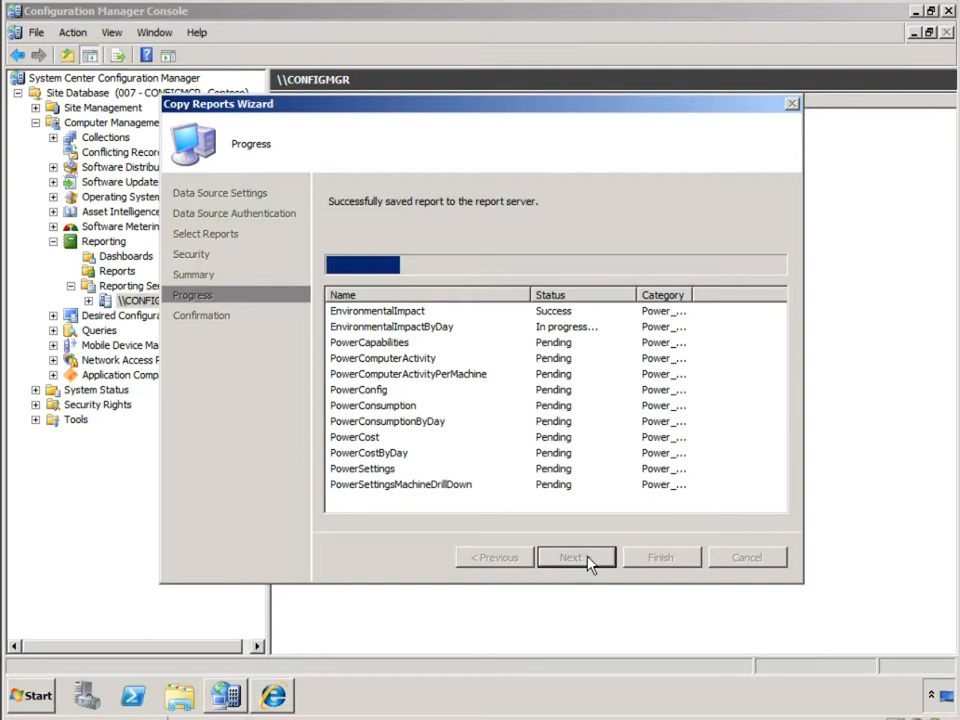 Configuration Manager Console
File Action View Window Help
System Center Configuration Manager
Site Database (007 - CONFIGMGR, Contoso)
Site Management
Computer Manageme
Collections
Conflicting Recor
Software Distribu
Software Update
Operating System
Asset Intelligence
Software Meterin
Reporting
Dashboards
Reports
Reporting Ser
\\CONFIG
Desired Configura
Queries
Mobile Device Ma
Network Access P
Application Comp
System Status
Security Rights
Tools
\\CONFIGMGR
Copy Reports Wizard
Progress
Data Source Settings
Data Source Authentication
Select Reports
Security
Summary
Progress
Confirmation
Successfully saved report to the report server.
Name Status Category
EnvironmentalImpact Success Power_...
EnvironmentalImpactByDay In progress... Power_...
PowerCapabilities Pending Power_...
PowerComputerActivity Pending Power_...
PowerComputerActivityPerMachine Pending Power_...
PowerConfig Pending Power_...
PowerConsumption Pending Power_...
PowerConsumptionByDay Pending Power_...
PowerCost Pending Power_...
PowerCostByDay Pending Power_...
PowerSettings Pending Power_...
PowerSettingsMachineDrillDown Pending Power_...
< Previous Next Finish Cancel
Start